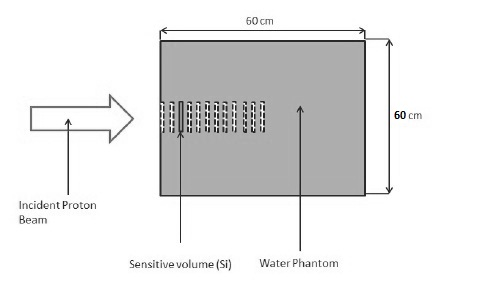 60 cm
60 cm
Incident Proton
Beam
Sensitive volume (Si)
Water Phantom